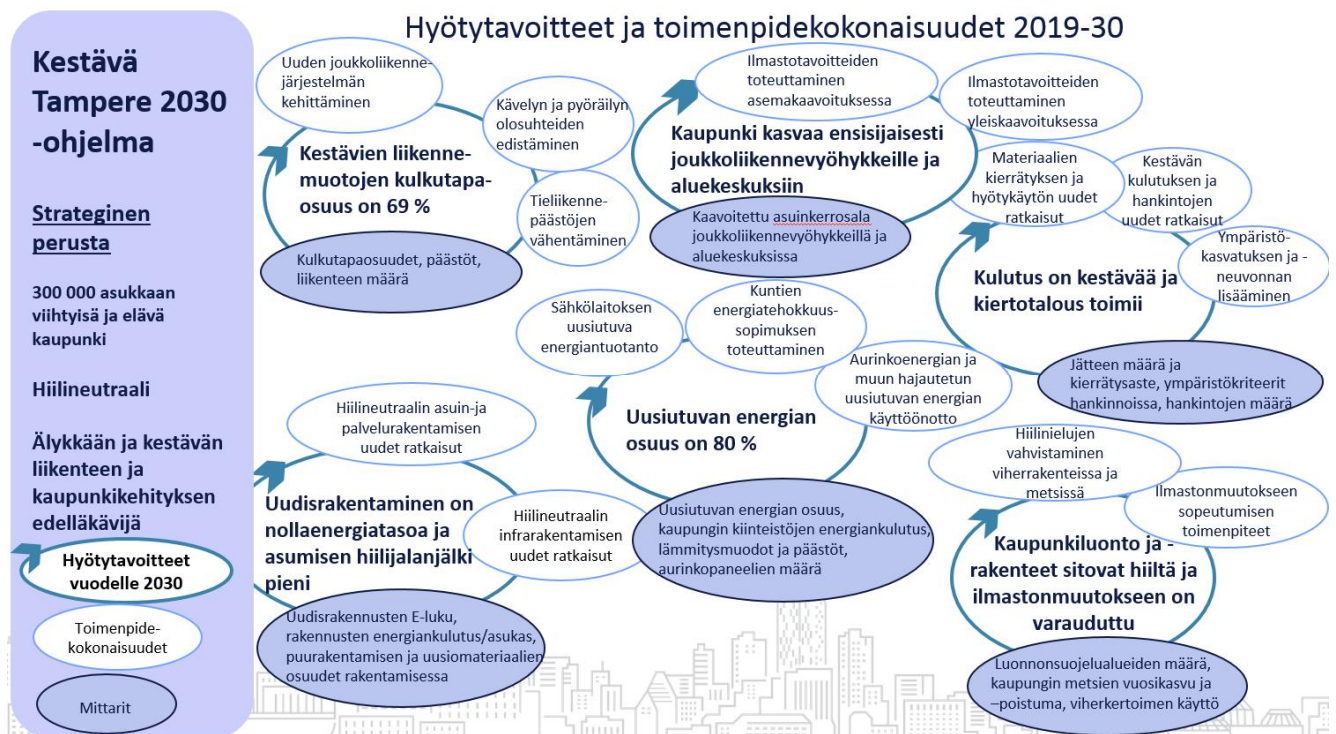 Hyötytavoitteet ja toimenpidekokonaisuudet 2019-30
Kestävä
Tampere 2030
-ohjelma
Strateginen
perusta
300 000 asukkaan
viihtyisä ja elävä
kaupunki
Hiilineutraali
Älykkään ja kestävän
liikenteen ja
kaupunkikehityksen
edelläkävijä
Hyötytavoitteet
vuodelle 2030
Toimenpide-
kokonaisuudet
Mittarit
Uuden joukkoliikenne-
järjestelmän
kehittäminen
Kävelyn ja pyöräilyn
olosuhteiden
edistäminen
Tieliikenne-
päästöjen
vähentäminen
Kestävien liikenne-
muotojen kulkutapa-
osuus on 69 %
Kulkutapaosuudet, päästöt,
liikenteen määrä
Ilmastotavoitteiden
toteuttaminen
asemakaavoituksessa
Ilmastotavoitteiden
toteuttaminen
yleiskaavoituksessa
Kaupunki kasvaa ensisijaisesti
joukkoliikennevyöhykkeille ja
aluekeskuksiin
Kaavoitettu asuinkerrosala
joukkoliikennevyöhykkeillä ja
aluekeskuksissa
Materiaalien
kierrätyksen ja
hyötykäytön uudet
ratkaisut
Kestävän
kulutuksen ja
hankintojen
uudet ratkaisut
Ympäristö-
kasvatuksen ja -
neuvonnan
lisääminen
Kulutus on kestävää ja
kiertotalous toimii
Jätteen määrä ja
kierrätysaste, ympäristökriteerit
hankinnoissa, hankintojen määrä
Sähkölaitoksen
uusiutuva
energiantuotanto
Kuntien
energiatehokkuus-
sopimuksen
toteuttaminen
Aurinkoenergian ja
muun hajautetun
uusiutuvan energian
käyttöönotto
Uusiutuvan energian
osuus on 80 %
Uusiutuvan energian osuus,
kaupungin kiinteistöjen energiankulutus,
lämmitysmuodot ja päästöt,
aurinkopaneelien määrä
Hiilineutraalin asuin-ja
palvelurakentamisen
uudet ratkaisut
Hiilineutraalin
infrarakentamisen
uudet ratkaisut
Uudisrakentaminen on
nollaenergiatasoa ja
asumisen hiilijalanjälki
pieni
Uudisrakennusten E-luku,
rakennusten energiankulutus/asukas,
puurakentamisen ja uusiomateriaalien
osuudet rakentamisessa
Hiilinielujen
vahvistaminen
viherrakenteissa ja
metsissä
Ilmastonmuutokseen
sopeutumisen
toimenpiteet
Kaupunkiluonto ja -
rakenteet sitovat hiiltä ja
ilmastonmuutokseen on
varauduttu
Luonnonsuojelualueiden määrä,
kaupungin metsien vuosikasvu ja
–poistuma, viherkertoimen käyttö